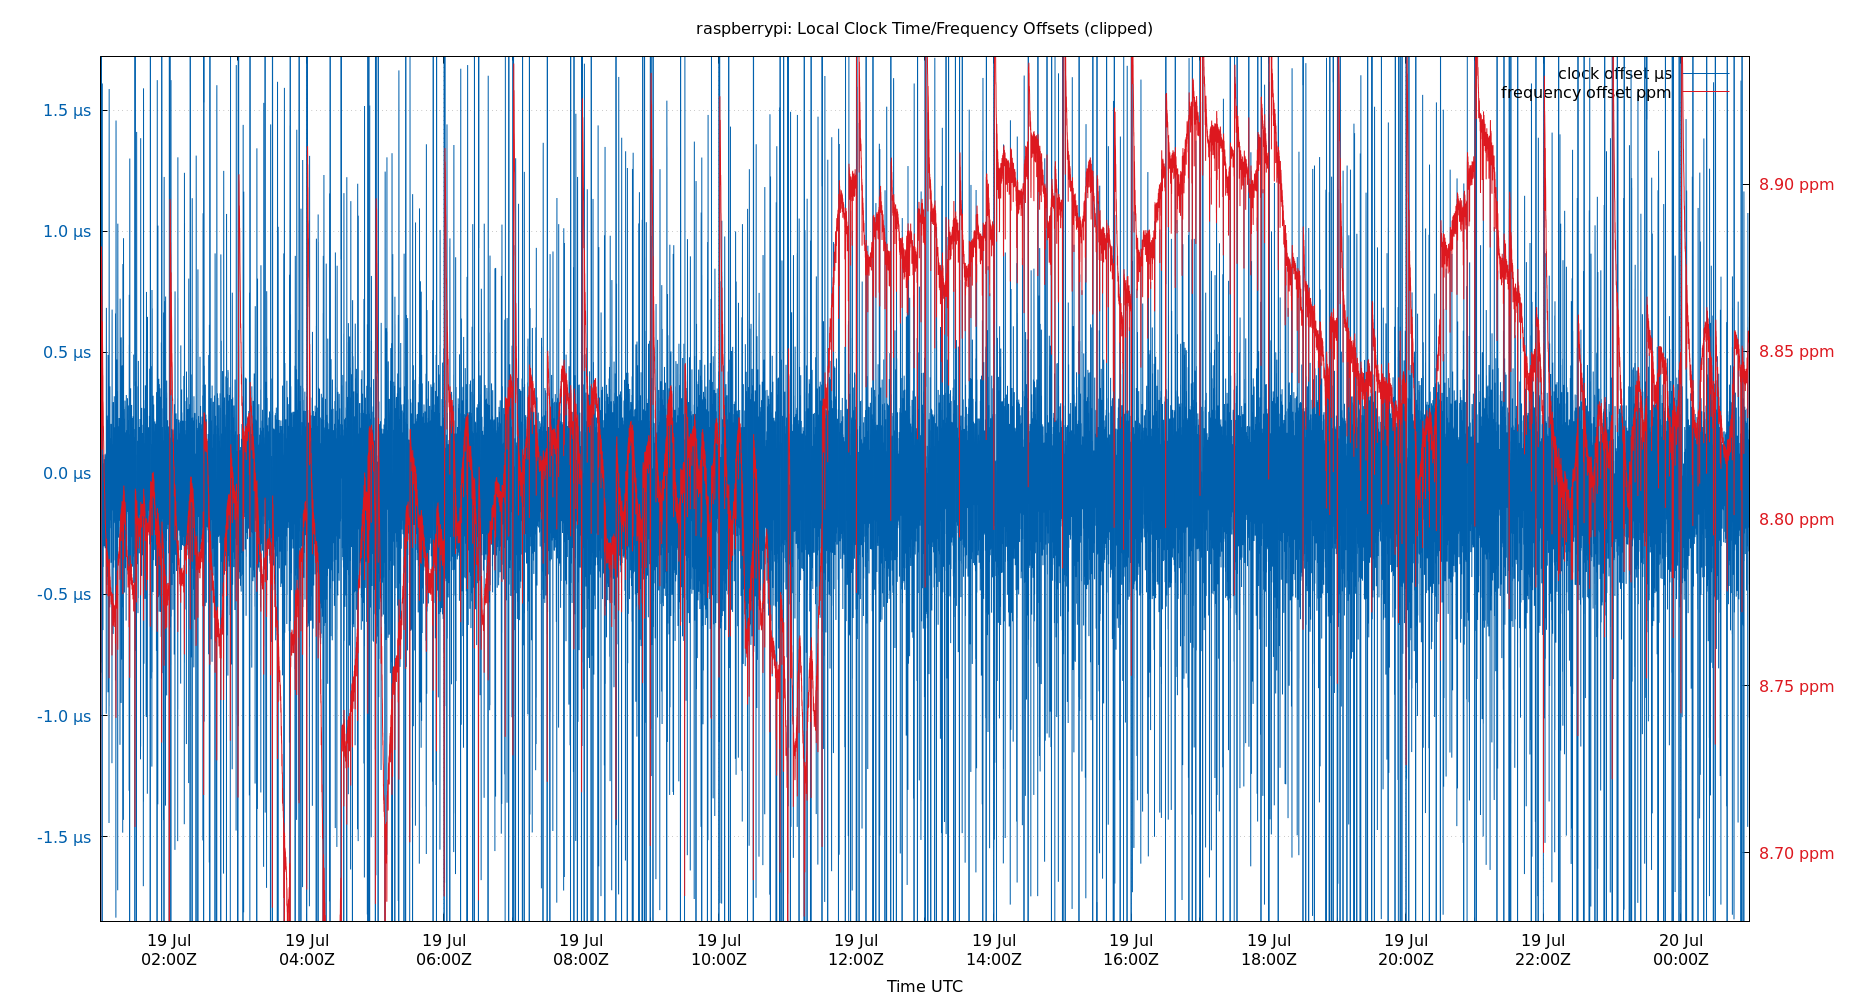 raspberrypi: Local Clock Time/Frequency Offsets (clipped)
clock offset µs
frequency offset ppm
1.5 µs
1.0 µs
0.5 µs
0.0 µs
-0.5 µs
-1.0 µs
-1.5 µs
8.90 ppm
8.85 ppm
8.80 ppm
8.75 ppm
8.70 ppm
19 Jul 19 Jul 19 Jul 19 Jul 19 Jul 19 Jul 19 Jul 19 Jul 19 Jul 19 Jul 19 Jul 20 Jul
02:00Z 04:00Z 06:00Z 08:00Z 10:00Z 12:00Z 14:00Z 16:00Z 18:00Z 20:00Z 22:00Z 00:00Z
Time UTC